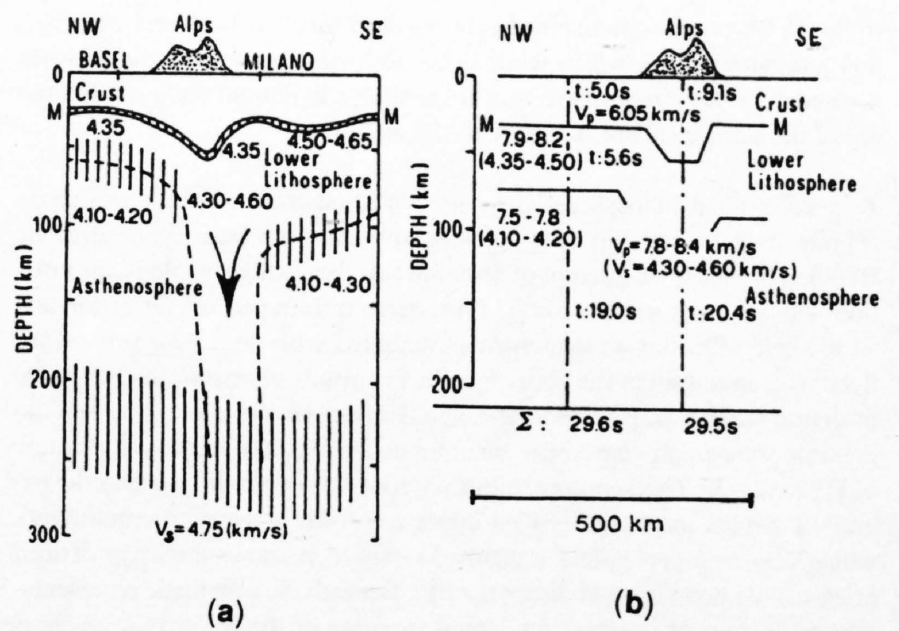 NW Alps SE
BASEL MILANO
0
Crust
M M
4.35 4.35 4.50-4.65
Lower
Lithosphere
4.30-4.60
4.10-4.20
100
4.10-4.30
Asthenosphere
200
Vs=4.75(km/s)
300
DEPTH (km)
(a)
NW Alps SE
0
t:5.0s t:9.1s
Crust
Vp=6.05 km/s
M M
7.9-8.2
(4.35-4.50) t:5.6s
Lower
Lithosphere
7.5-7.8
(4.10-4.20)
100
Vp=7.8-8.4 km/s
(Vs=4.30-4.60 km/s)
Asthenosphere
t:19.0s t:20.4s
200
Σ: 29.6s 29.5s
DEPTH (km)
500 km
(b)